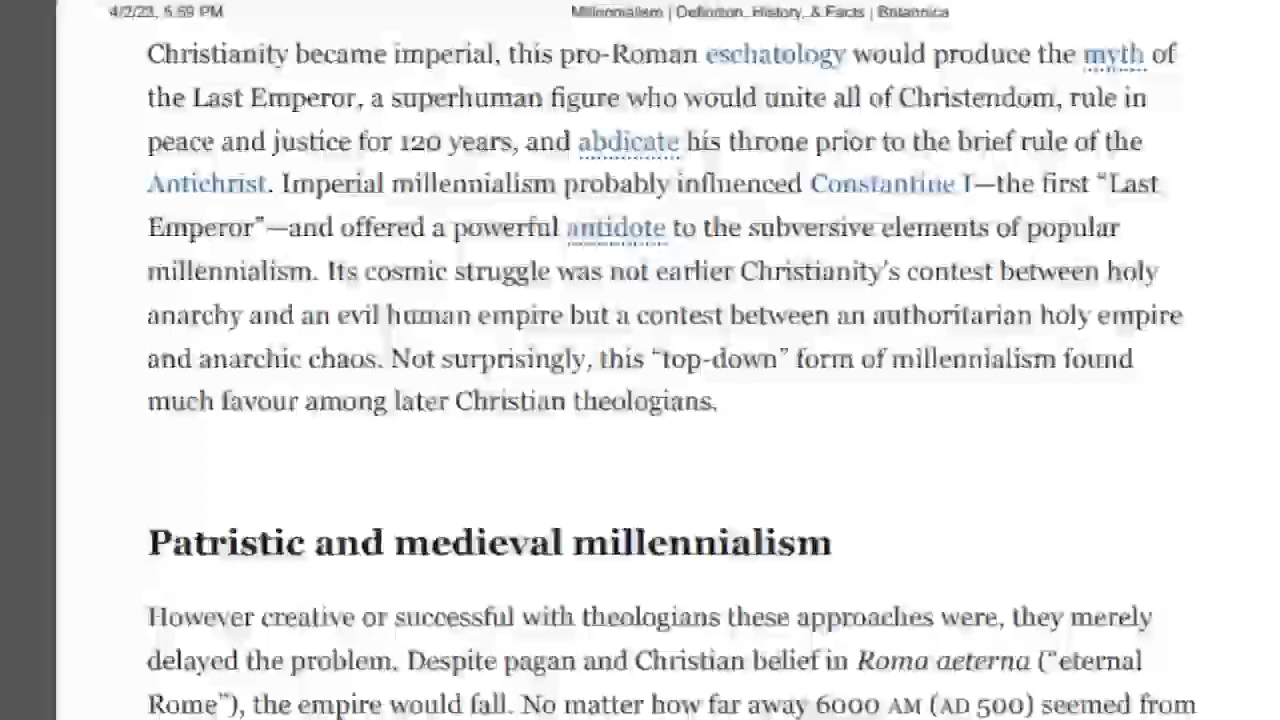 4/2/23, 5:59 PM Millennialism | Definition, History, & Facts | Britannica
Christianity became imperial, this pro-Roman eschatology would produce the myth of
the Last Emperor, a superhuman figure who would unite all of Christendom, rule in
peace and justice for 120 years, and abdicate his throne prior to the brief rule of the
Antichrist. Imperial millennialism probably influenced Constantine I—the first “Last
Emperor”—and offered a powerful antidote to the subversive elements of popular
millennialism. Its cosmic struggle was not earlier Christianity’s contest between holy
anarchy and an evil human empire but a contest between an authoritarian holy empire
and anarchic chaos. Not surprisingly, this “top-down” form of millennialism found
much favour among later Christian theologians.
Patristic and medieval millennialism
However creative or successful with theologians these approaches were, they merely
delayed the problem. Despite pagan and Christian belief in Roma aeterna (“eternal
Rome”), the empire would fall. No matter how far away 6000 AM (AD 500) seemed from